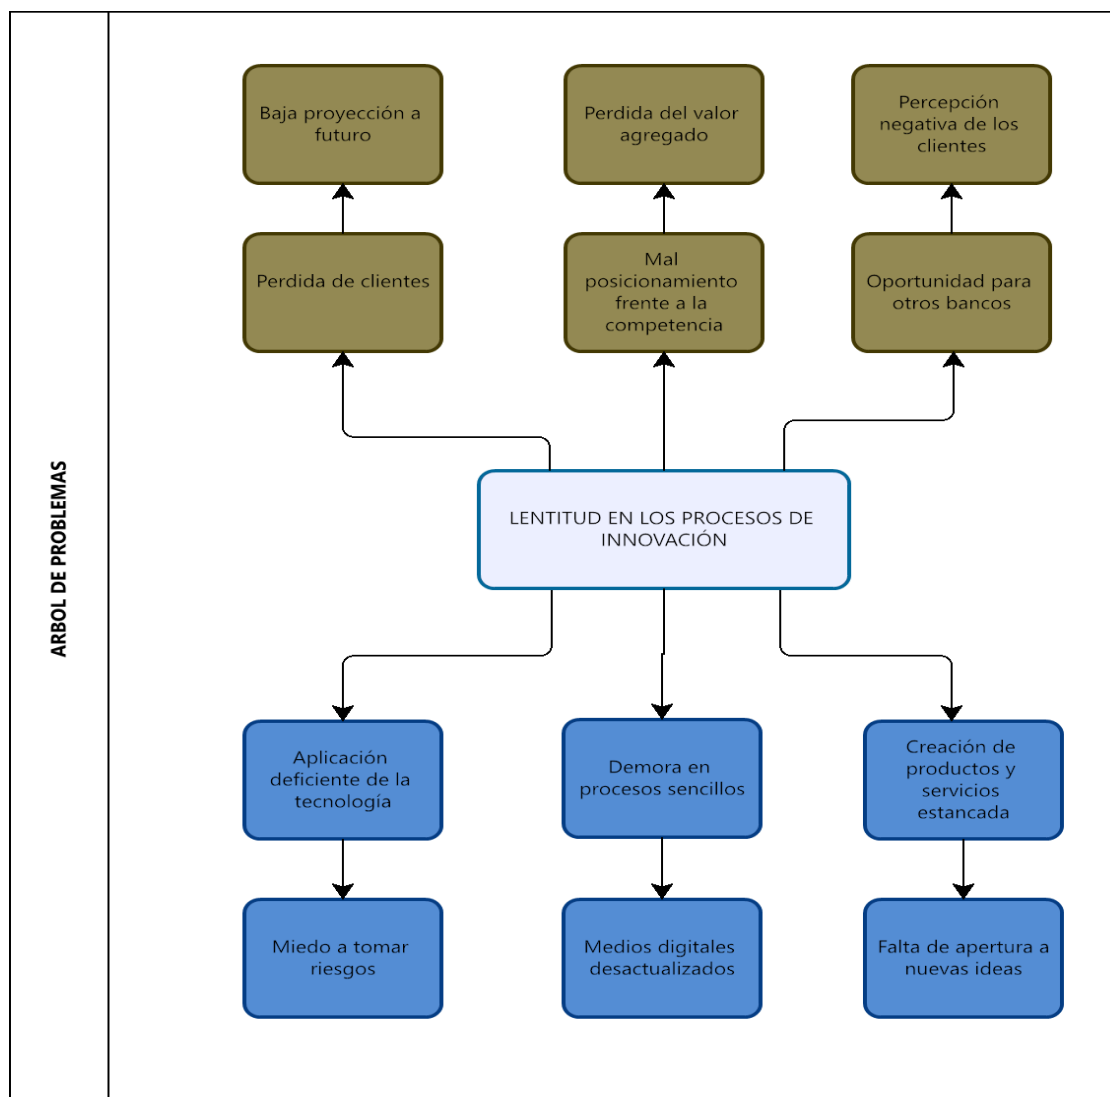 ARBOL DE PROBLEMAS
Baja proyección a
futuro
Perdida del valor
agregado
Percepción
negativa de los
clientes
Perdida de clientes
Mal
posicionamiento
frente a la
competencia
Oportunidad para
otros bancos
LENTITUD EN LOS PROCESOS DE
INNOVACIÓN
Aplicación
deficiente de la
tecnología
Demora en
procesos sencillos
Creación de
productos y
servicios
estancada
Miedo a tomar
riesgos
Medios digitales
desactualizados
Falta de apertura a
nuevas ideas